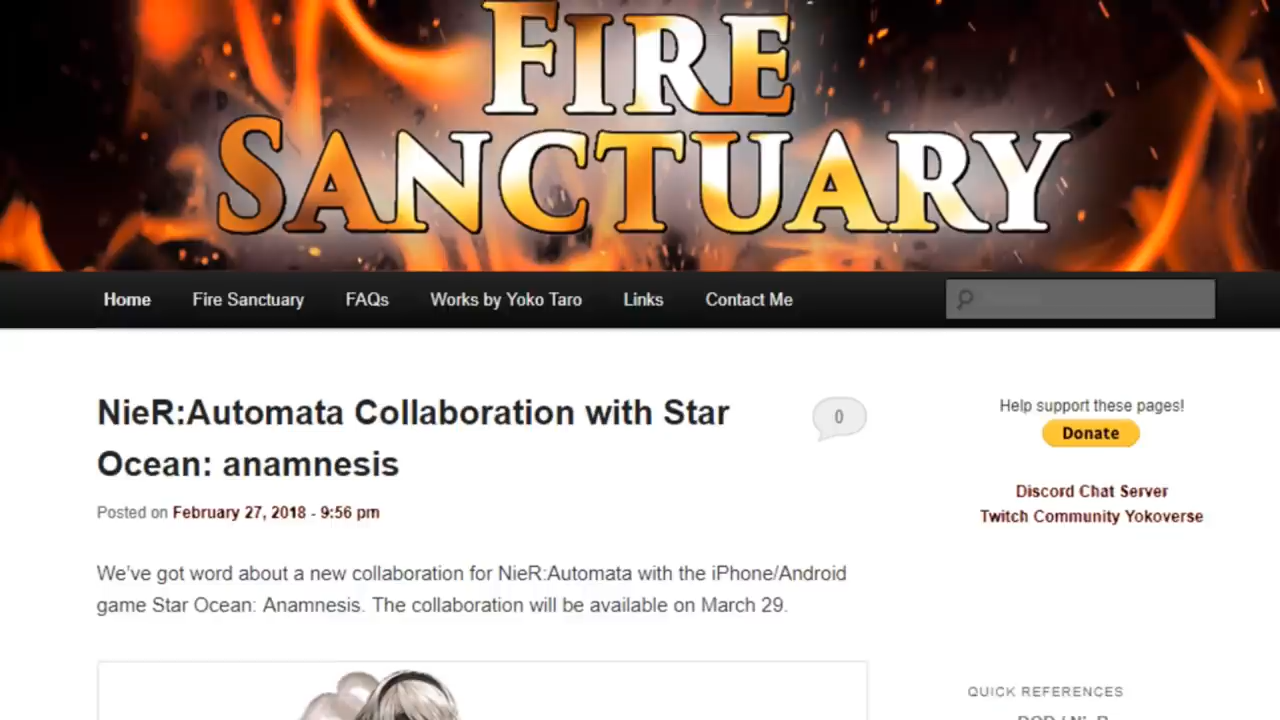 FIRE
SANCTUARY
Home Fire Sanctuary FAQs Works by Yoko Taro Links Contact Me
NieR:Automata Collaboration with Star
Ocean: anamnesis
0
Posted on February 27, 2018 - 9:56 pm
We've got word about a new collaboration for NieR:Automata with the iPhone/Android
game Star Ocean: Anamnesis. The collaboration will be available on March 29.
Help support these pages!
Donate
Discord Chat Server
Twitch Community Yokoverse
QUICK REFERENCES
DOD / NieR